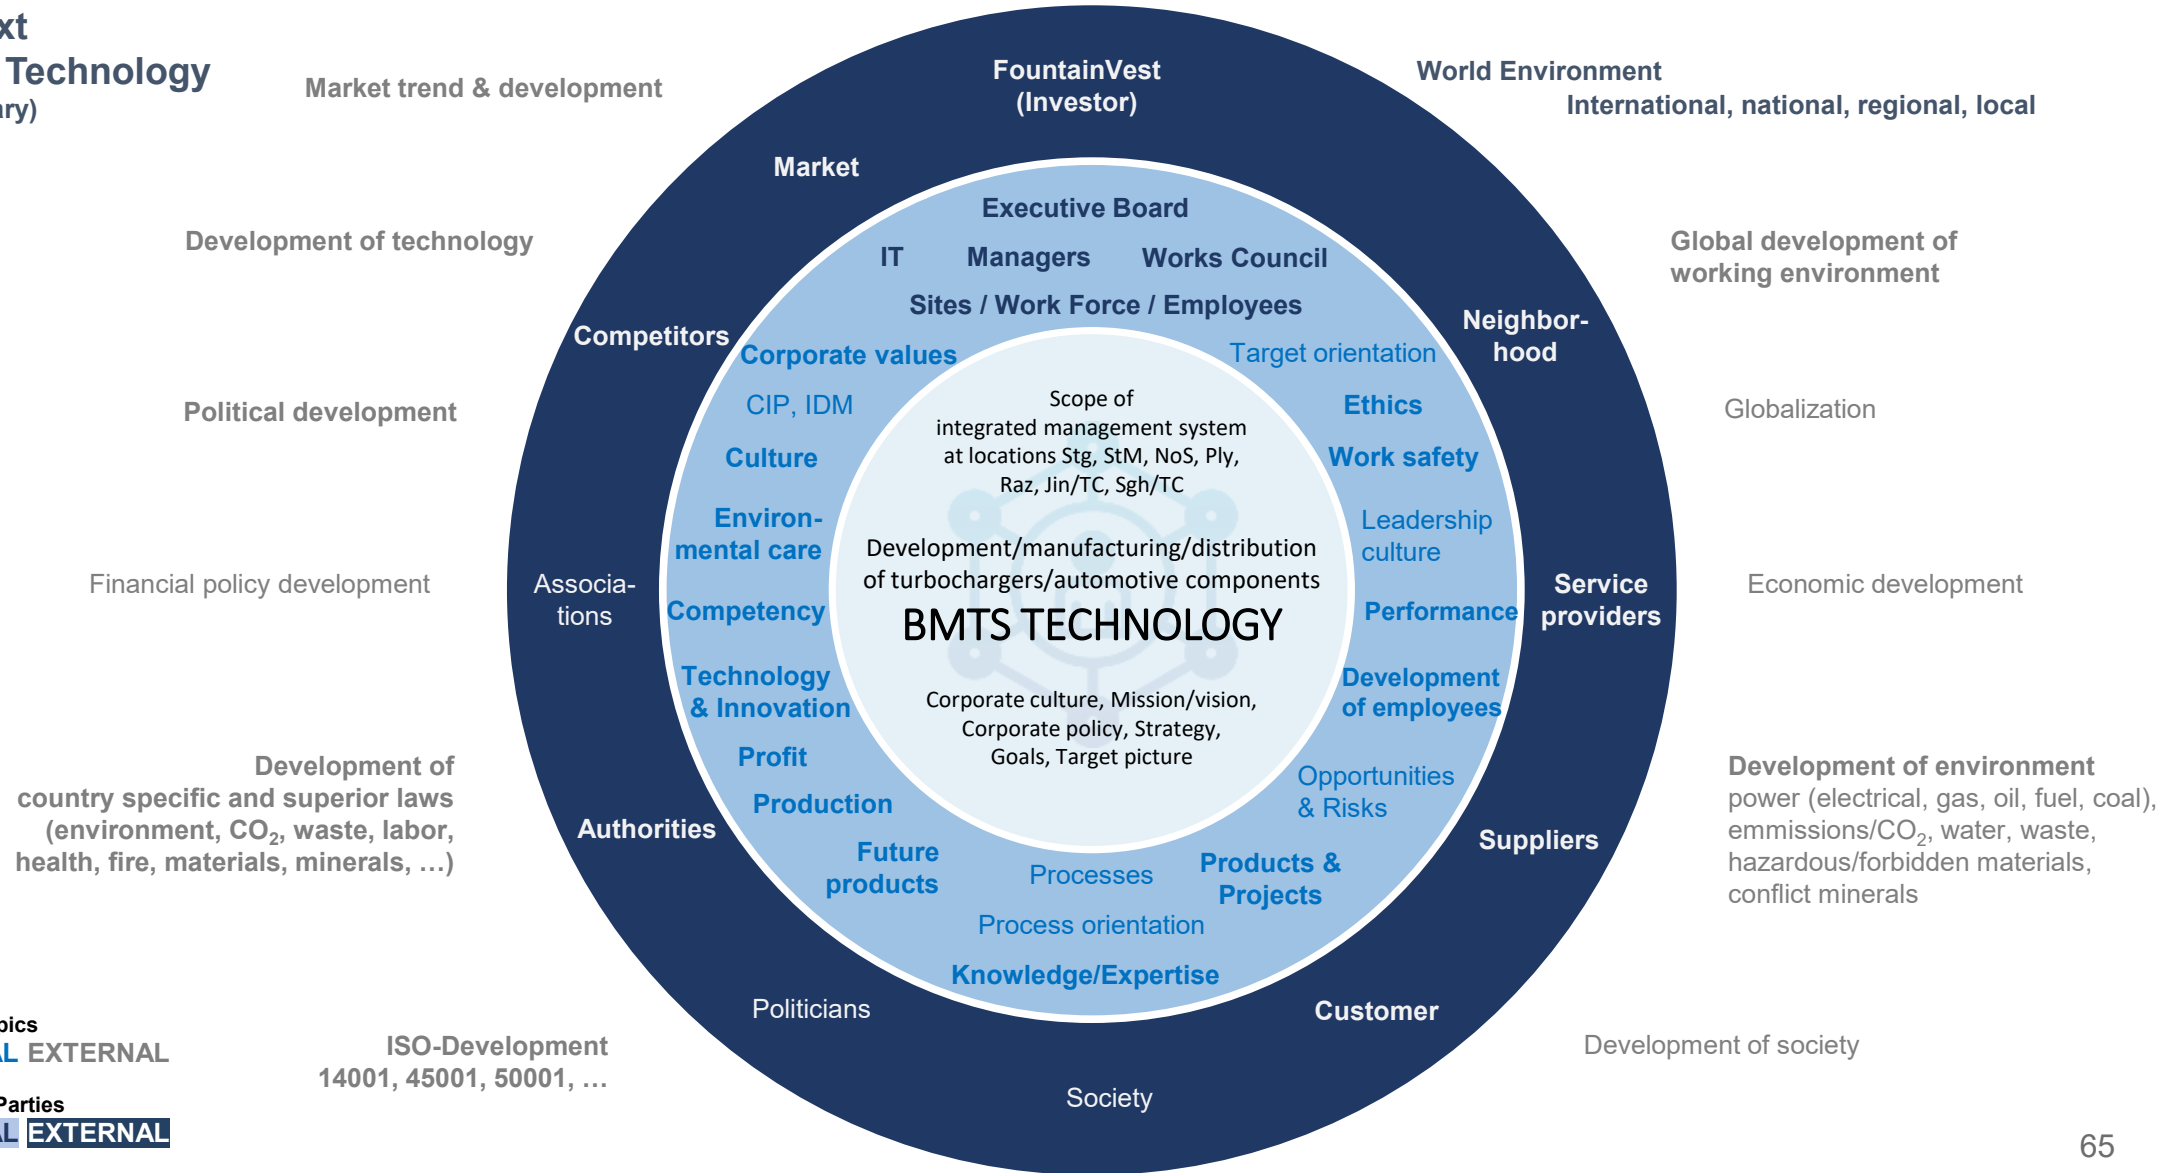 xt
Technology
ary)
Market trend & development
Development of technology
Political development
Financial policy development
Development of
country specific and superior laws
(environment, CO₂, waste, labor,
health, fire, materials, minerals, …)
ISO-Development
14001, 45001, 50001, …
pics
AL EXTERNAL
Parties
AL EXTERNAL
FountainVest
(Investor)
Market
Competitors
Associa-
tions
Authorities
Politicians
Society
Customer
Suppliers
Service
providers
Neighbor-
hood
Executive Board
IT Managers Works Council
Sites / Work Force / Employees
Corporate values
CIP, IDM
Culture
Environ-
mental care
Competency
Technology
& Innovation
Profit
Production
Future
products
Processes
Process orientation
Knowledge/Expertise
Products &
Projects
Opportunities
& Risks
Development
of employees
Performance
Leadership
culture
Work safety
Ethics
Target orientation
Scope of
integrated management system
at locations Stg, StM, NoS, Ply,
Raz, Jin/TC, Sgh/TC
Development/manufacturing/distribution
of turbochargers/automotive components
BMTS TECHNOLOGY
Corporate culture, Mission/vision,
Corporate policy, Strategy,
Goals, Target picture
World Environment
International, national, regional, local
Global development of
working environment
Globalization
Economic development
Development of environment
power (electrical, gas, oil, fuel, coal),
emmissions/CO₂, water, waste,
hazardous/forbidden materials,
conflict minerals
Development of society
65